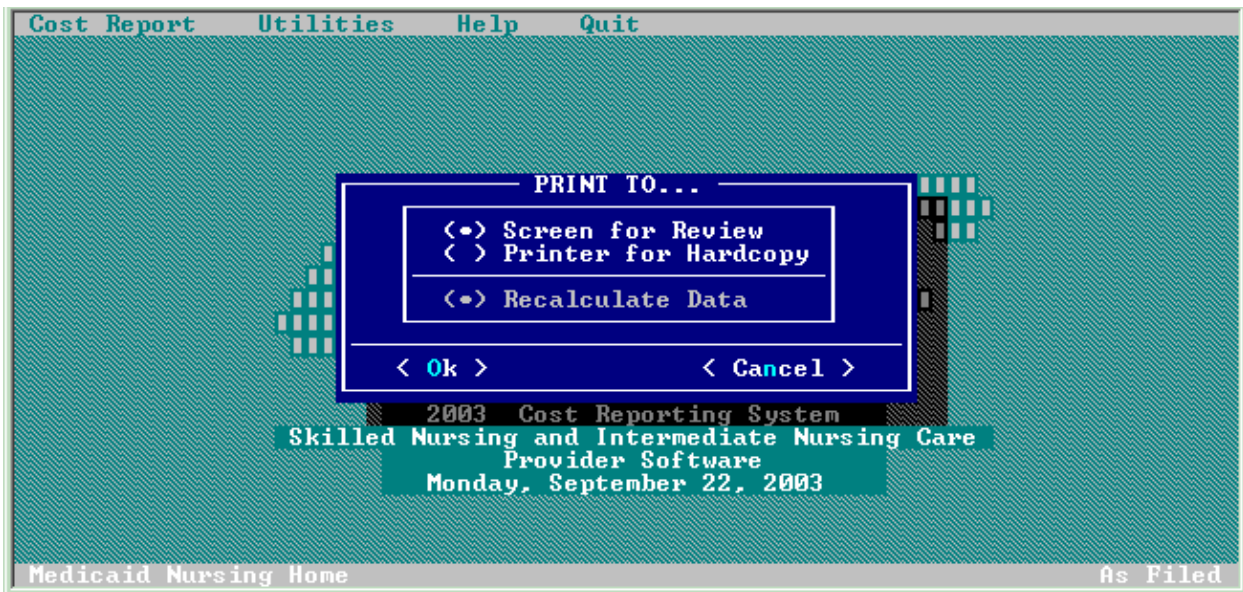 Cost Report Utilities Help Quit
PRINT TO...
(•) Screen for Review
( ) Printer for Hardcopy
(•) Recalculate Data
< Ok > < Cancel >
2003 Cost Reporting System
Skilled Nursing and Intermediate Nursing Care
Provider Software
Monday, September 22, 2003
Medicaid Nursing Home As Filed